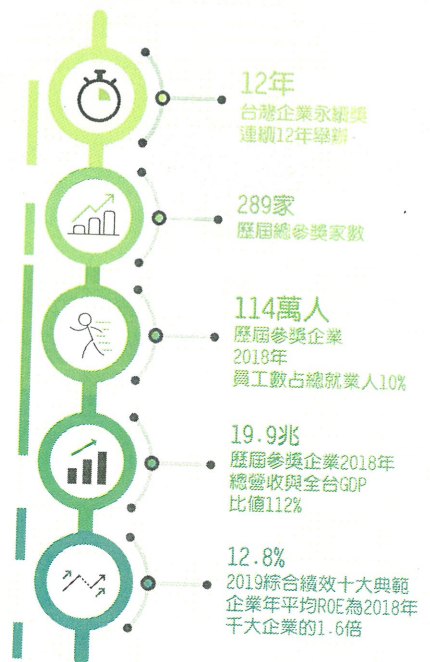 12年
台灣企業永續獎
連續12年舉辦
289家
歷屆總參獎家數
114萬人
歷屆參獎企業
2018年
員工數占總就業人10%
19.9兆
歷屆參獎企業2018年
總營收與全台GDP
比值112%
12.8%
2019綜合績效十大典範
企業年平均ROE為2018年
千大企業的1.6倍